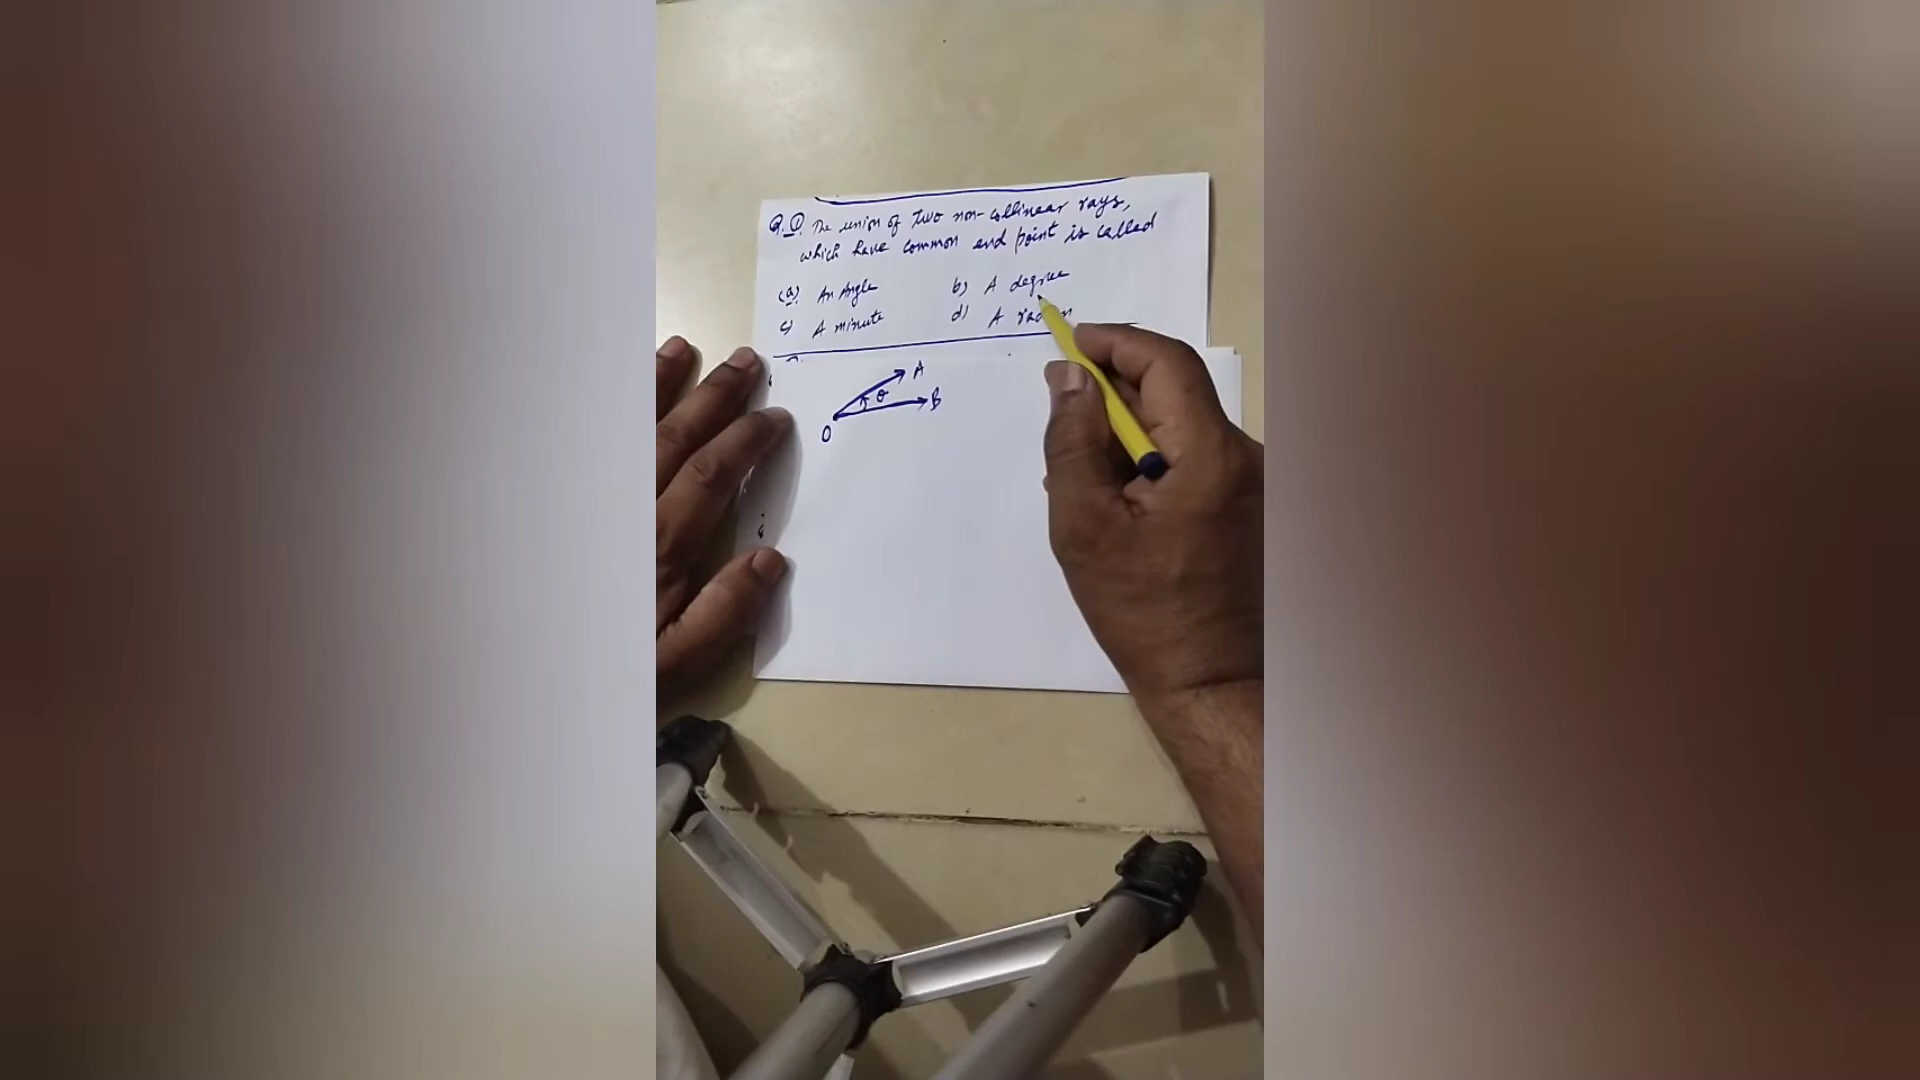 Q.①. The union of two non-collinear rays,
which have common end point is called
(a). An Angle b) A degree
c) A minute d) A
A
θ
B
O